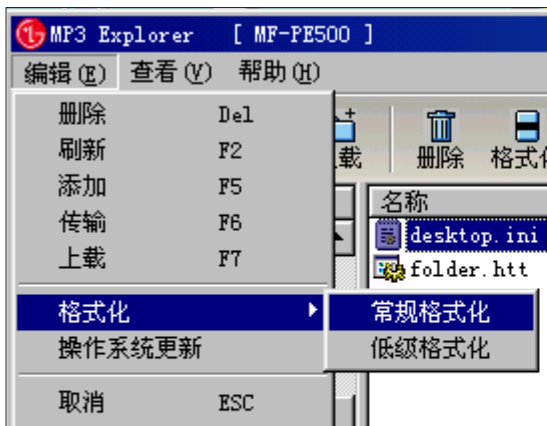 MP3 Explorer [ MF-PE500 ]
编辑(E) 查看(V) 帮助(H)
删除 Del
刷新 F2
添加 F5
传输 F6
上载 F7
格式化
操作系统更新
取消 ESC
常规格式化
低级格式化
载 删除 格式
名称
desktop.ini
folder.htt